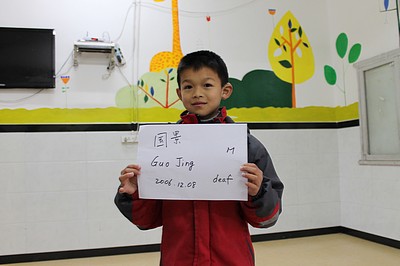 国景
M
Guo Jing
2006.12.08 deaf